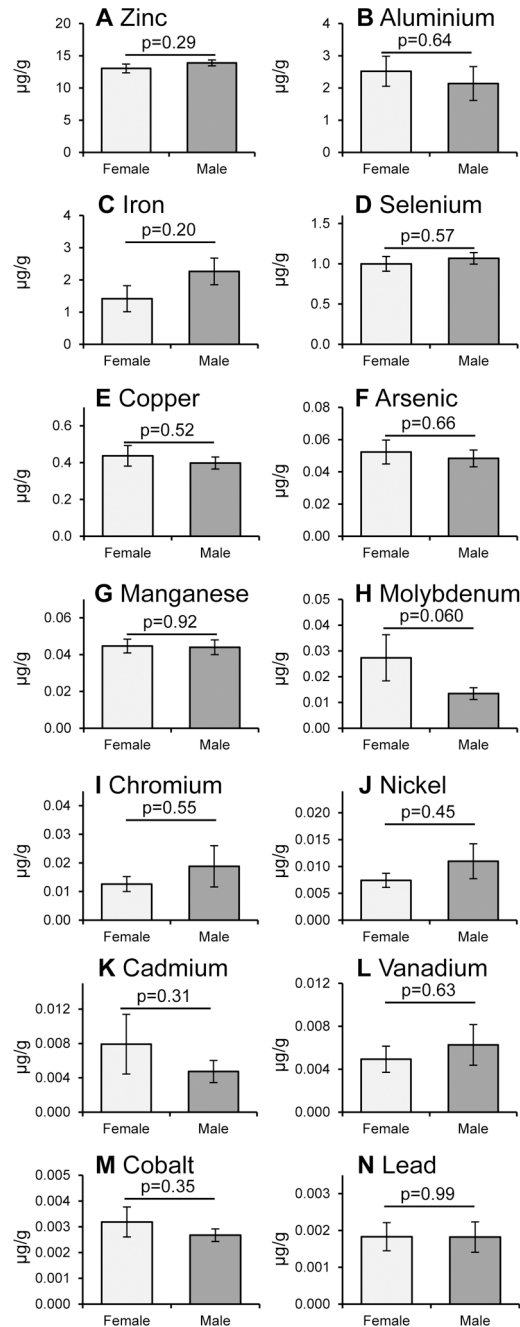 A Zinc
p=0.29
µg/g
20
15
10
5
0
Female Male
B Aluminium
p=0.64
µg/g
4
3
2
1
0
Female Male
C Iron
p=0.20
µg/g
4
3
2
1
0
Female Male
D Selenium
p=0.57
µg/g
1.0
0.5
0.0
Female Male
E Copper
p=0.52
µg/g
0.6
0.4
0.2
0.0
Female Male
F Arsenic
p=0.66
µg/g
0.08
0.06
0.04
0.02
0.00
Female Male
G Manganese
p=0.92
µg/g
0.06
0.04
0.02
0.00
Female Male
H Molybdenum
p=0.060
µg/g
0.05
0.04
0.03
0.02
0.01
0.00
Female Male
I Chromium
p=0.55
µg/g
0.04
0.03
0.02
0.01
0.00
Female Male
J Nickel
p=0.45
µg/g
0.020
0.015
0.010
0.005
0.000
Female Male
K Cadmium
p=0.31
µg/g
0.012
0.008
0.004
0.000
Female Male
L Vanadium
p=0.63
µg/g
0.012
0.008
0.004
0.000
Female Male
M Cobalt
p=0.35
µg/g
0.005
0.004
0.003
0.002
0.001
0.000
Female Male
N Lead
p=0.99
µg/g
0.003
0.002
0.001
0.000
Female Male